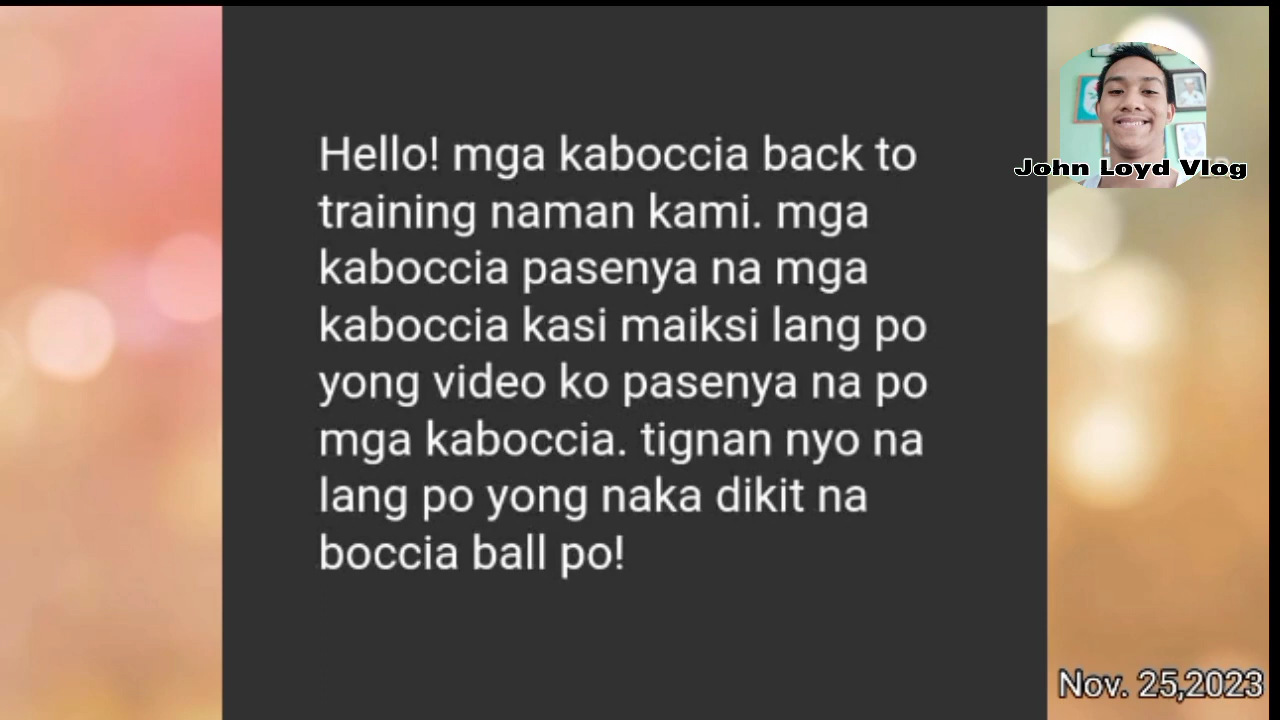 Hello! mga kaboccia back to
training naman kami. mga
kaboccia pasenya na mga
kaboccia kasi maiksi lang po
yong video ko pasenya na po
mga kaboccia. tignan nyo na
lang po yong naka dikit na
boccia ball po!
John Loyd Vlog
Nov. 25,2023